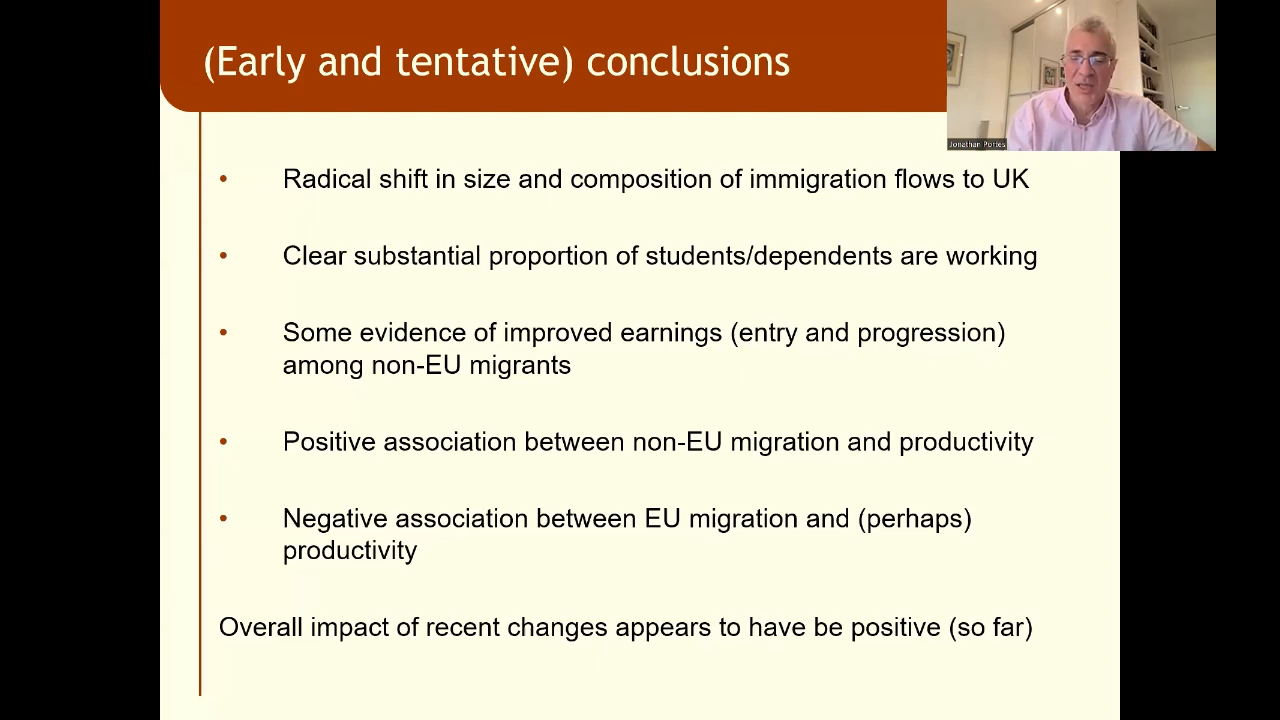 (Early and tentative) conclusions
Jonathan Portes
• Radical shift in size and composition of immigration flows to UK
• Clear substantial proportion of students/dependents are working
• Some evidence of improved earnings (entry and progression)
among non-EU migrants
• Positive association between non-EU migration and productivity
• Negative association between EU migration and (perhaps)
productivity
Overall impact of recent changes appears to have be positive (so far)